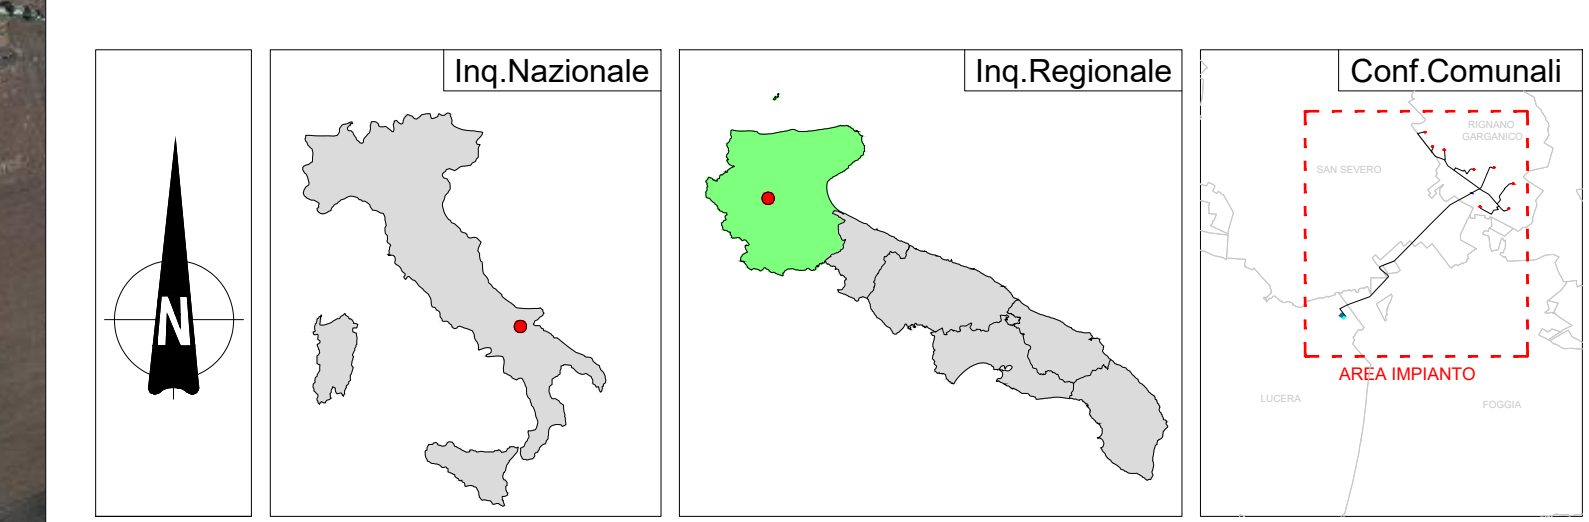 N
Inq.Nazionale
Inq.Regionale
Conf.Comunali
RIGNANO
GARGANICO
SAN SEVERO
AREA IMPIANTO
LUCERA
FOGGIA